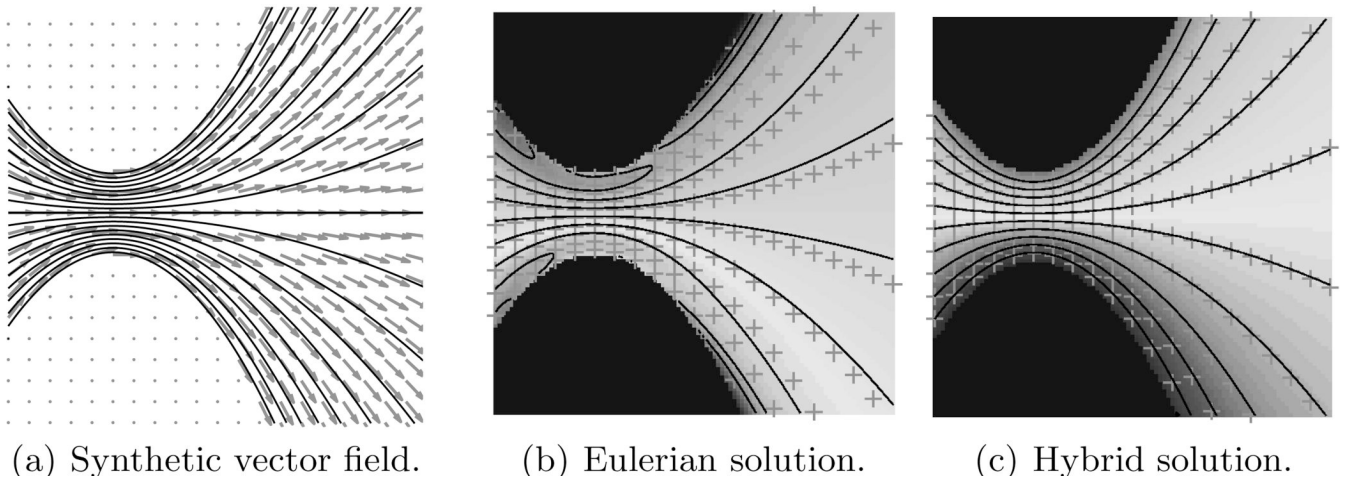 (a) Synthetic vector field.
(b) Eulerian solution.
(c) Hybrid solution.